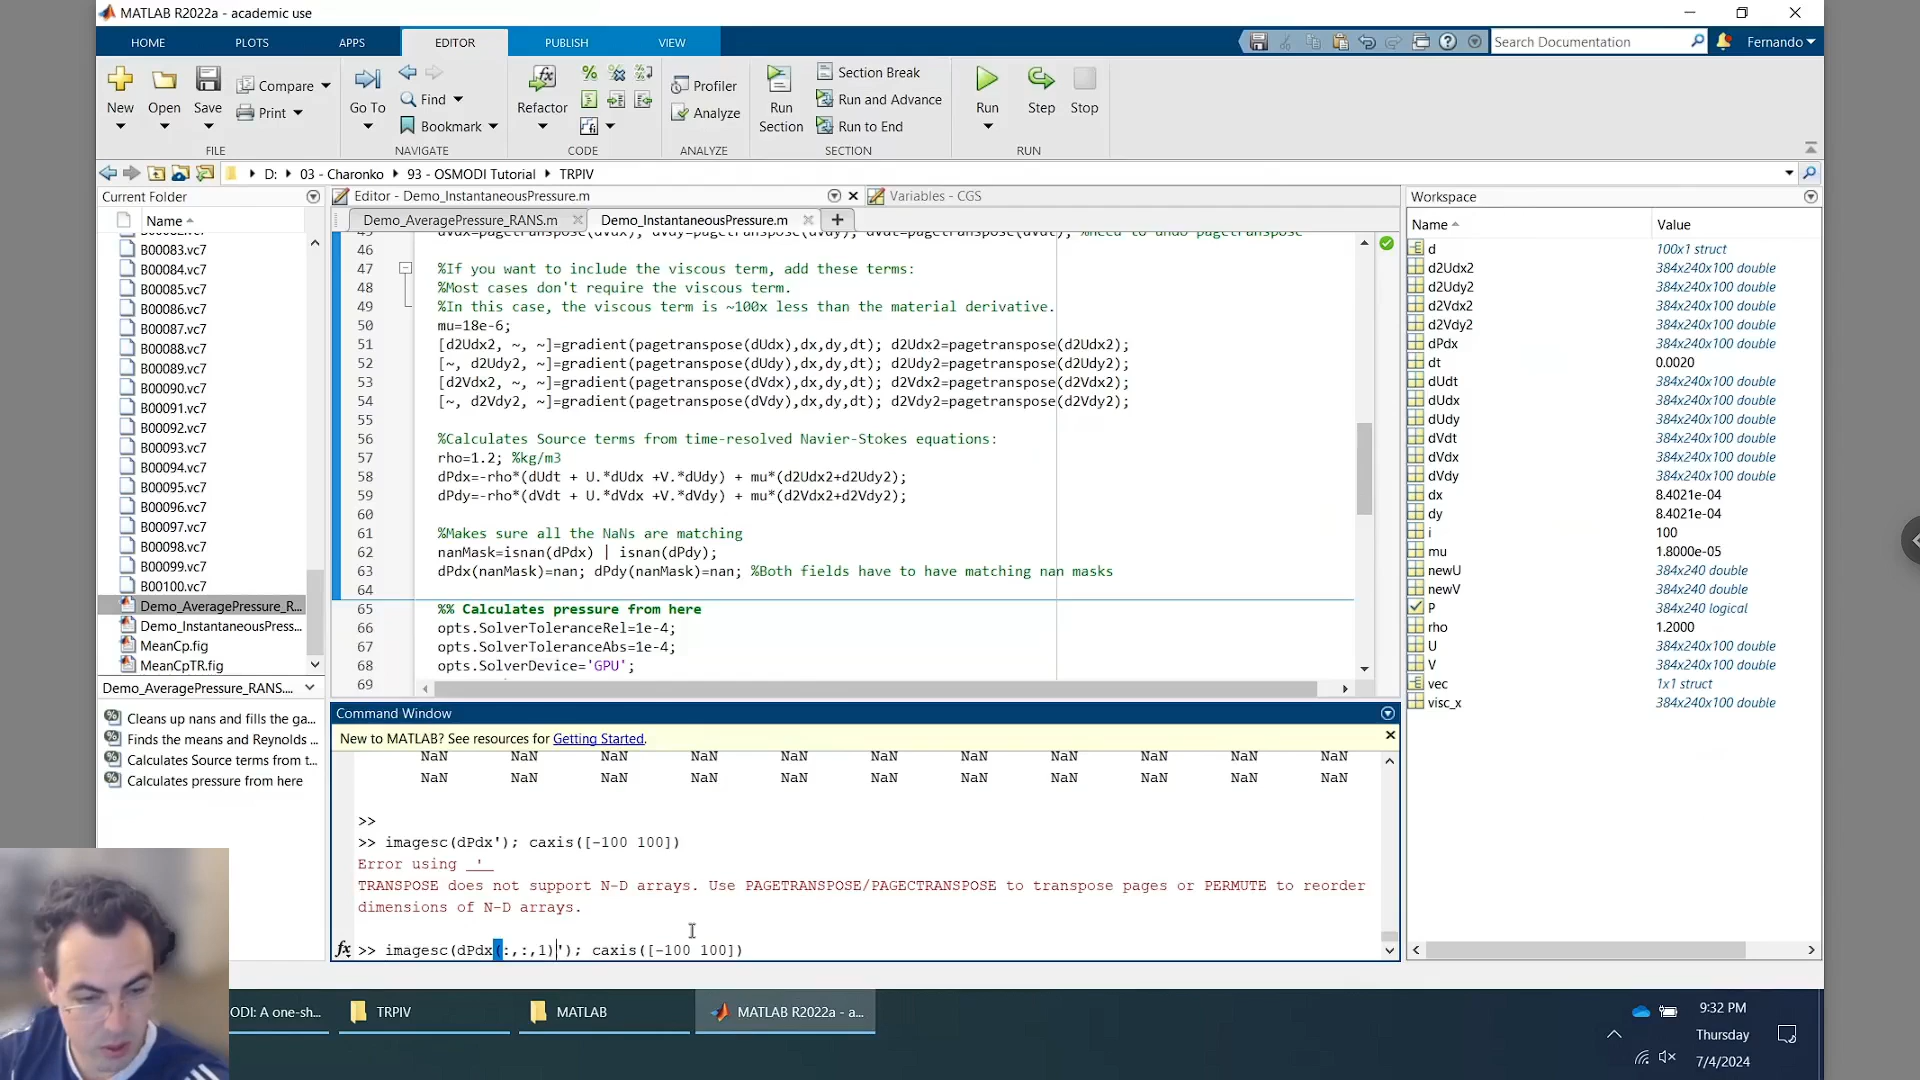 MATLAB R2022a - academic use
HOME PLOTS APPS EDITOR PUBLISH VIEW
Search Documentation
Fernando
New Open Save Compare Print
Go To Find Bookmark
Refactor
Profiler Analyze
Run Section
Section Break
Run and Advance
Run to End
Run Step Stop
FILE NAVIGATE CODE ANALYZE SECTION RUN
D: 03 - Charonko 93 - OSMODI Tutorial TRPIV
Current Folder
Name
B00083.vc7
B00084.vc7
B00085.vc7
B00086.vc7
B00087.vc7
B00088.vc7
B00089.vc7
B00090.vc7
B00091.vc7
B00092.vc7
B00093.vc7
B00094.vc7
B00095.vc7
B00096.vc7
B00097.vc7
B00098.vc7
B00099.vc7
B00100.vc7
Demo_AveragePressure_R...
Demo_InstantaneousPress...
MeanCp.fig
MeanCpTR.fig
Demo_AveragePressure_RANS....
Cleans up nans and fills the ga...
Finds the means and Reynolds ...
Calculates Source terms from t...
Calculates pressure from here
Editor - Demo_InstantaneousPressure.m
Variables - CGS
Demo_AveragePressure_RANS.m
Demo_InstantaneousPressure.m
46
47 %If you want to include the viscous term, add these terms:
48 %Most cases don't require the viscous term.
49 %In this case, the viscous term is ~100x less than the material derivative.
50 mu=18e-6;
51 [d2Udx2, ~, ~]=gradient(pagetranspose(dUdx),dx,dy,dt); d2Udx2=pagetranspose(d2Udx2);
52 [~, d2Udy2, ~]=gradient(pagetranspose(dUdy),dx,dy,dt); d2Udy2=pagetranspose(d2Udy2);
53 [d2Vdx2, ~, ~]=gradient(pagetranspose(dVdx),dx,dy,dt); d2Vdx2=pagetranspose(d2Vdx2);
54 [~, d2Vdy2, ~]=gradient(pagetranspose(dVdy),dx,dy,dt); d2Vdy2=pagetranspose(d2Vdy2);
55
56 %Calculates Source terms from time-resolved Navier-Stokes equations:
57 rho=1.2; %kg/m3
58 dPdx=-rho*(dUdt + U.*dUdx +V.*dUdy) + mu*(d2Udx2+d2Udy2);
59 dPdy=-rho*(dVdt + U.*dVdx +V.*dVdy) + mu*(d2Vdx2+d2Vdy2);
60
61 %Makes sure all the NaNs are matching
62 nanMask=isnan(dPdx) | isnan(dPdy);
63 dPdx(nanMask)=nan; dPdy(nanMask)=nan; %Both fields have to have matching nan masks
64
65 %% Calculates pressure from here
66 opts.SolverToleranceRel=1e-4;
67 opts.SolverToleranceAbs=1e-4;
68 opts.SolverDevice='GPU';
69
Command Window
New to MATLAB? See resources for Getting Started.
NaN NaN NaN NaN NaN NaN NaN NaN NaN NaN NaN
NaN NaN NaN NaN NaN NaN NaN NaN NaN NaN NaN
>>
>> imagesc(dPdx'); caxis([-100 100])
Error using '
TRANSPOSE does not support N-D arrays. Use PAGETRANSPOSE/PAGECTRANSPOSE to transpose pages or PERMUTE to reorder
dimensions of N-D arrays.
fx >> imagesc(dPdx(:,:,1)'); caxis([-100 100])
Workspace
Name Value
d 100x1 struct
d2Udx2 384x240x100 double
d2Udy2 384x240x100 double
d2Vdx2 384x240x100 double
d2Vdy2 384x240x100 double
dPdx 384x240x100 double
dt 0.0020
dUdt 384x240x100 double
dUdx 384x240x100 double
dUdy 384x240x100 double
dVdt 384x240x100 double
dVdx 384x240x100 double
dVdy 384x240x100 double
dx 8.4021e-04
dy 8.4021e-04
i 100
mu 1.8000e-05
newU 384x240x100 double
newV 384x240x100 double
P 384x240 logical
rho 1.2000
U 384x240x100 double
V 384x240x100 double
vec 1x1 struct
visc_x 384x240x100 double
ODI: A one-sh...
TRPIV
MATLAB
MATLAB R2022a - a...
9:32 PM
Thursday
7/4/2024